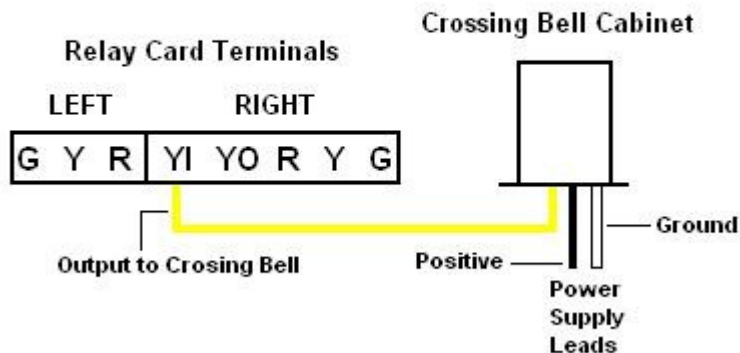 Crossing Bell Cabinet
Relay Card Terminals
LEFT RIGHT
G Y R YI YO R Y G
Output to Crosing Bell
Positive
Ground
Power
Supply
Leads